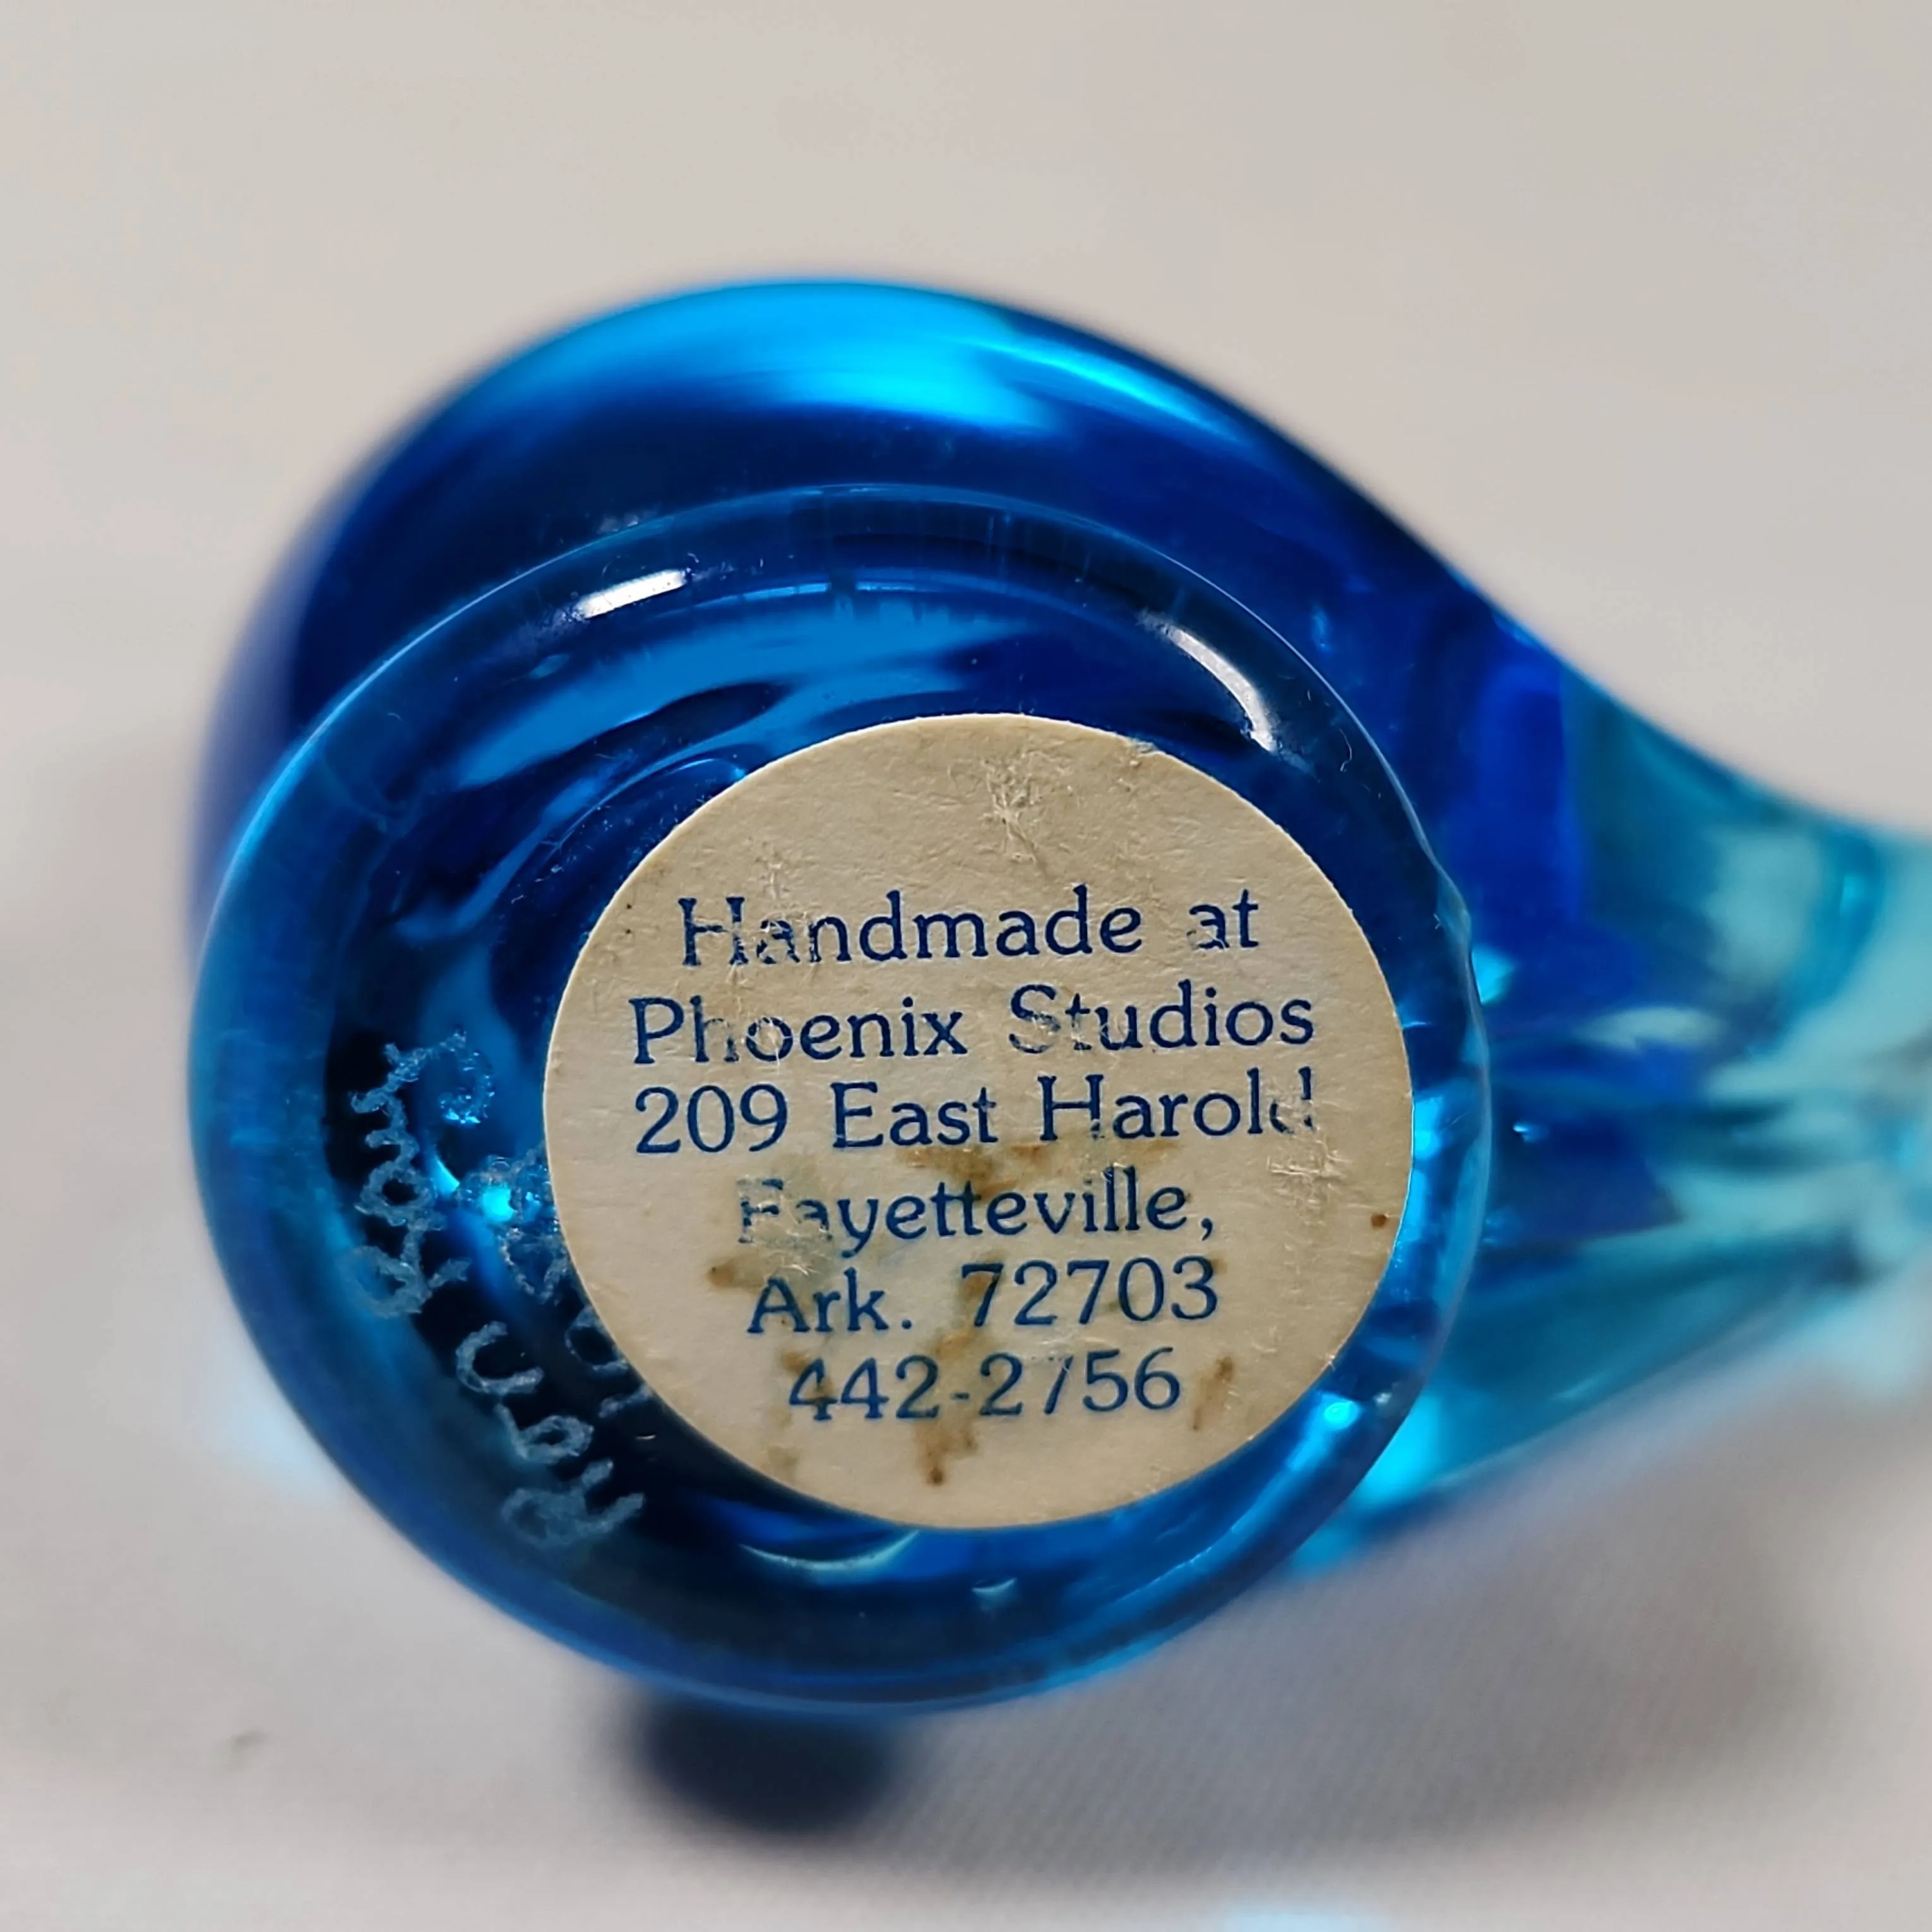 Handmade at
Phoenix Studios
209 East Harold
Fayetteville,
Ark. 72703
442-2756